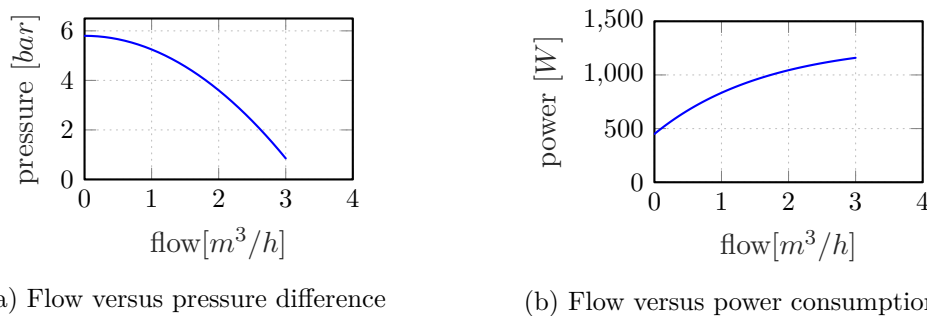 6
4
2
0
0 1 2 3 4
pressure [bar]
flow[m³/h]
1,500
1,000
500
0
0 1 2 3 4
power [W]
flow[m³/h]
a) Flow versus pressure difference
(b) Flow versus power consumption